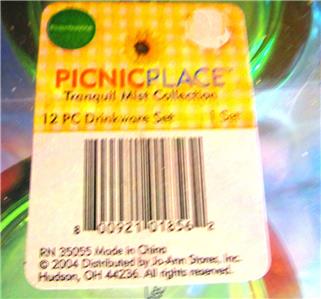 PICNICPLACE™
Tranquil Mist Collection
12 PC Drinkware Set 1 Set
8 00921 01856 2
RN 35055 Made in China
© 2004 Distributed by Jo-Ann Stores, Inc.
Hudson, OH 44236. All rights reserved.